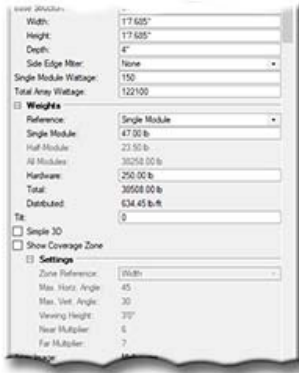 Width: 1'7.685"
Height: 1'7.685"
Depth: 4"
Side Edge Miter: None
Single Module Wattage: 150
Total Array Wattage: 122100
Weights
Reference: Single Module
Single Module: 47.00 lb
Half-Module: 23.50 lb
All Modules: 38258.00 lb
Hardware: 250.00 lb
Total: 38508.00 lb
Distributed: 634.45 lb/ft
Tilt: 0
Simple 3D
Show Coverage Zone
Settings
Zone Reference: Width
Max. Horz. Angle: 45
Max. Vert. Angle: 30
Viewing Height: 3'0"
Near Multiplier: 6
Far Multiplier: 7